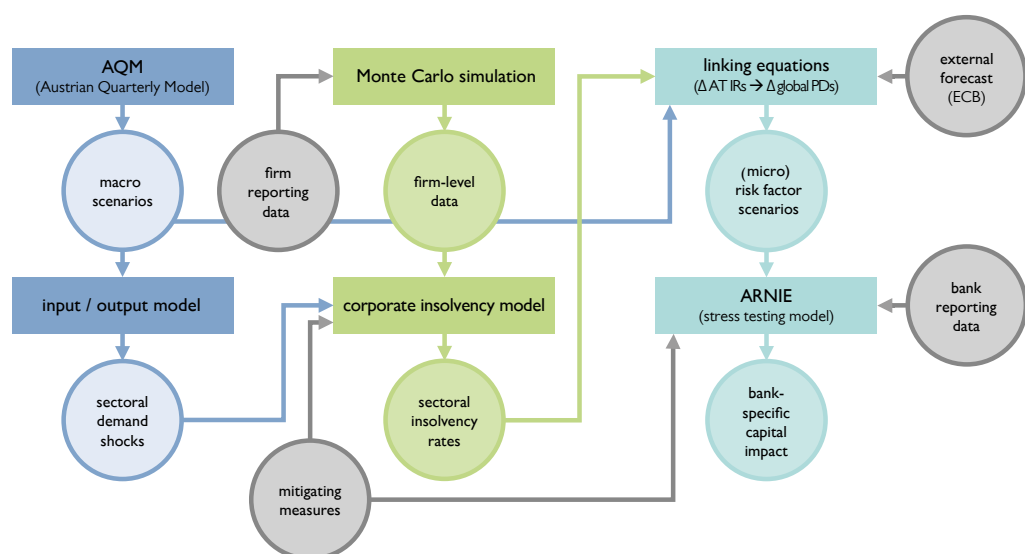 AQM
(Austrian Quarterly Model)
Monte Carlo simulation
linking equations
(Δ AT IRs → Δ global PDs)
external
forecast
(ECB)
macro
scenarios
firm
reporting
data
firm-level
data
(micro)
risk factor
scenarios
input / output model
corporate insolvency model
ARNIE
(stress testing model)
bank
reporting
data
sectoral
demand
shocks
sectoral
insolvency
rates
bank-
specific
capital
impact
mitigating
measures